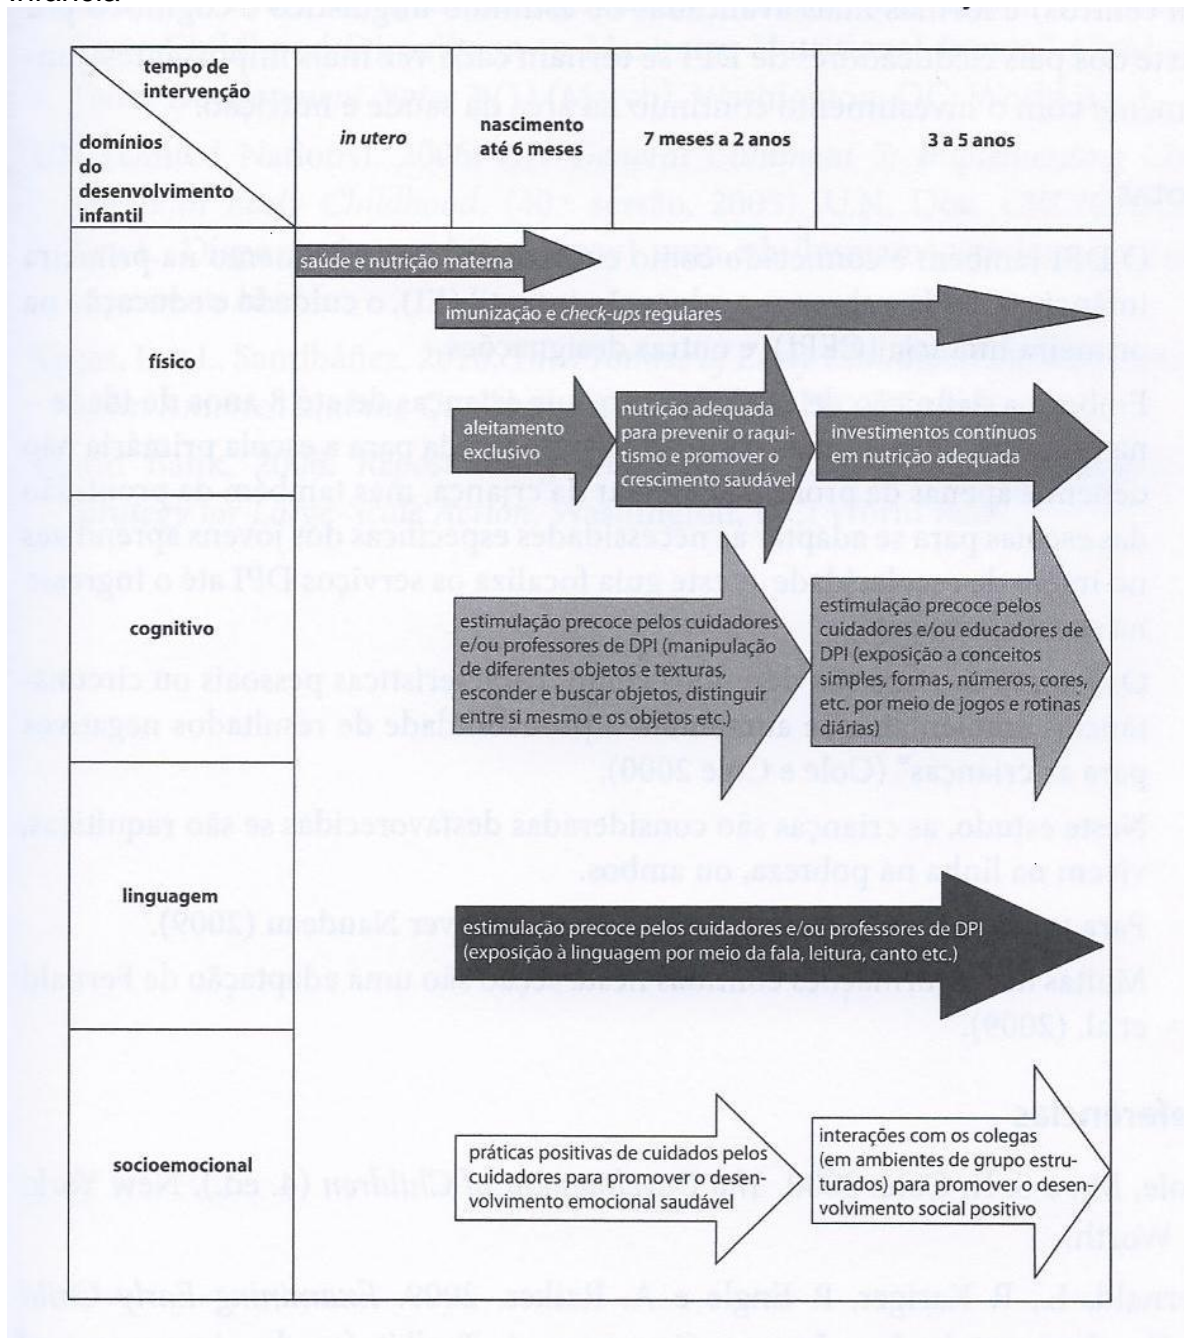 infância
tempo de
intervenção
domínios
do
desenvolvimento
infantil
in utero
nascimento
até 6 meses
7 meses a 2 anos
3 a 5 anos
físico
saúde e nutrição materna
imunização e check-ups regulares
aleitamento
exclusivo
nutrição adequada
para prevenir o raqui-
tismo e promover o
crescimento saudável
investimentos contínuos
em nutrição adequada
cognitivo
estimulação precoce pelos cuidadores
e/ou professores de DPI (manipulação
de diferentes objetos e texturas,
esconder e buscar objetos, distinguir
entre si mesmo e os objetos etc.)
estimulação precoce pelos
cuidadores e/ou educadores de
DPI (exposição a conceitos
simples, formas, números, cores,
etc. por meio de jogos e rotinas
diárias)
linguagem
estimulação precoce pelos cuidadores e/ou professores de DPI
(exposição à linguagem por meio da fala, leitura, canto etc.)
socioemocional
práticas positivas de cuidados pelos
cuidadores para promover o desen-
volvimento emocional saudável
interações com os colegas
(em ambientes de grupo estru-
turados) para promover o desen-
volvimento social positivo